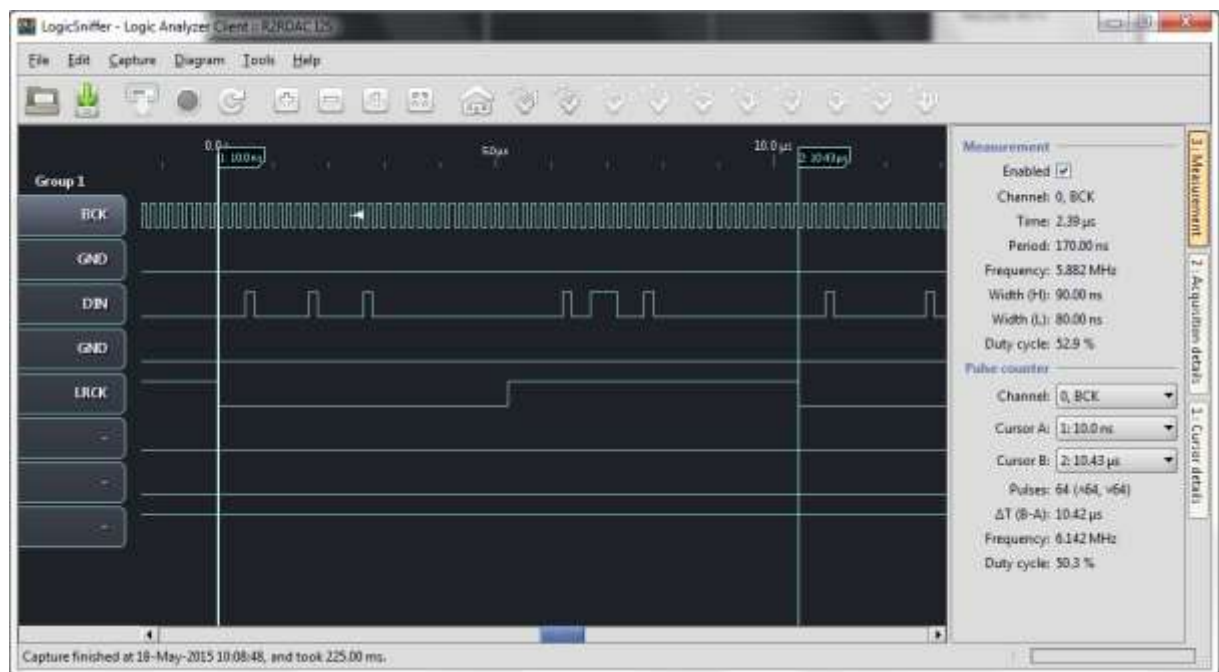 LogicSniffer - Logic Analyzer Client :: R2RDAC I2S
File Edit Capture Diagram Tools Help
0.0
1: 10.0ns
5.0µs
10.0 µs
2: 10.43µs
Group 1
BCK
GND
DIN
GND
LRCK
-
-
-
Measurement
Enabled
Channel: 0, BCK
Time: 2.39 µs
Period: 170.00 ns
Frequency: 5.882 MHz
Width (H): 90.00 ns
Width (L): 80.00 ns
Duty cycle: 52.9 %
Pulse counter
Channel: 0, BCK
Cursor A: 1: 10.0 ns
Cursor B: 2: 10.43 µs
Pulses: 64 (^64, v64)
ΔT (B-A): 10.42 µs
Frequency: 6.142 MHz
Duty cycle: 50.3 %
3: Measurement
2: Acquisition details
1: Cursor details
Capture finished at 18-May-2015 10:08:48, and took 225.00 ms.